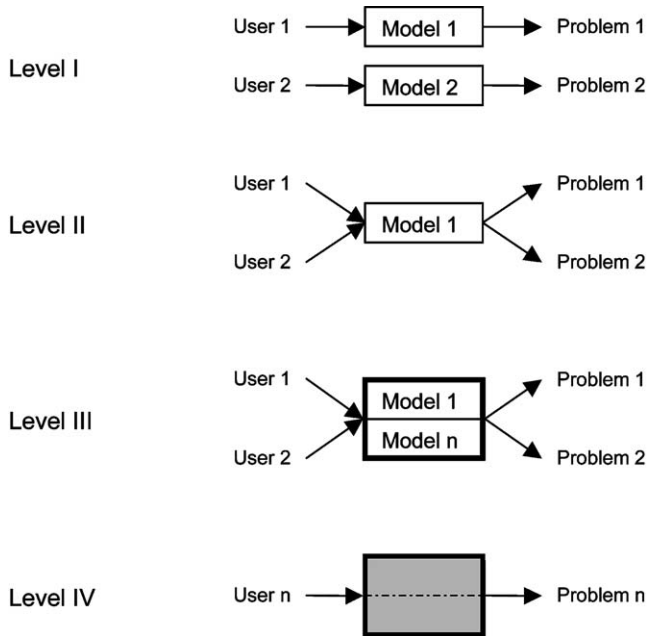 User 1 Model 1 Problem 1
Level I
User 2 Model 2 Problem 2
User 1 Problem 1
Level II Model 1
User 2 Problem 2
User 1 Problem 1
Model 1
Level III
Model n
User 2 Problem 2
Level IV User n Problem n